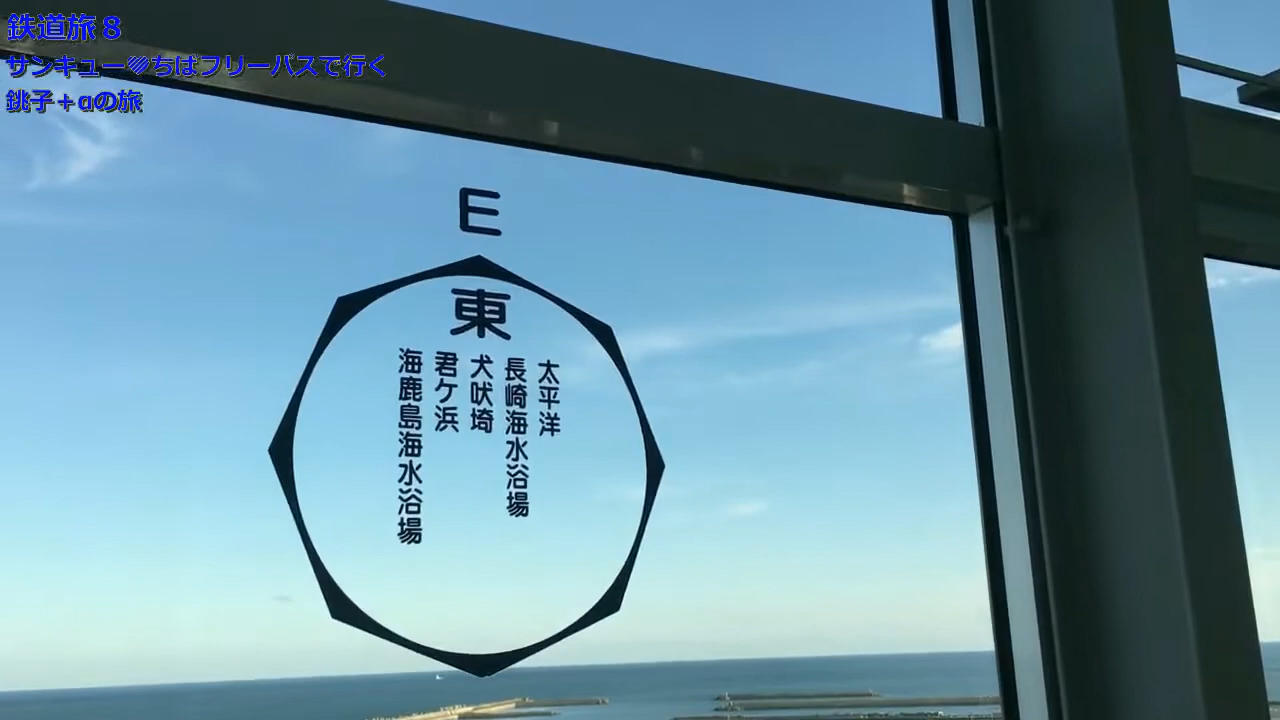 鉄道旅８
サンキュー♥ちばフリーパスで行く
銚子＋αの旅
E
東
太平洋
長崎海水浴場
犬吠埼
君ケ浜
海鹿島海水浴場